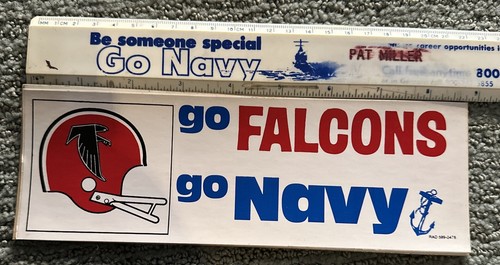 Be someone special
Go Navy
PAT MILLER
career opportunities
800
go FALCONS
go Navy